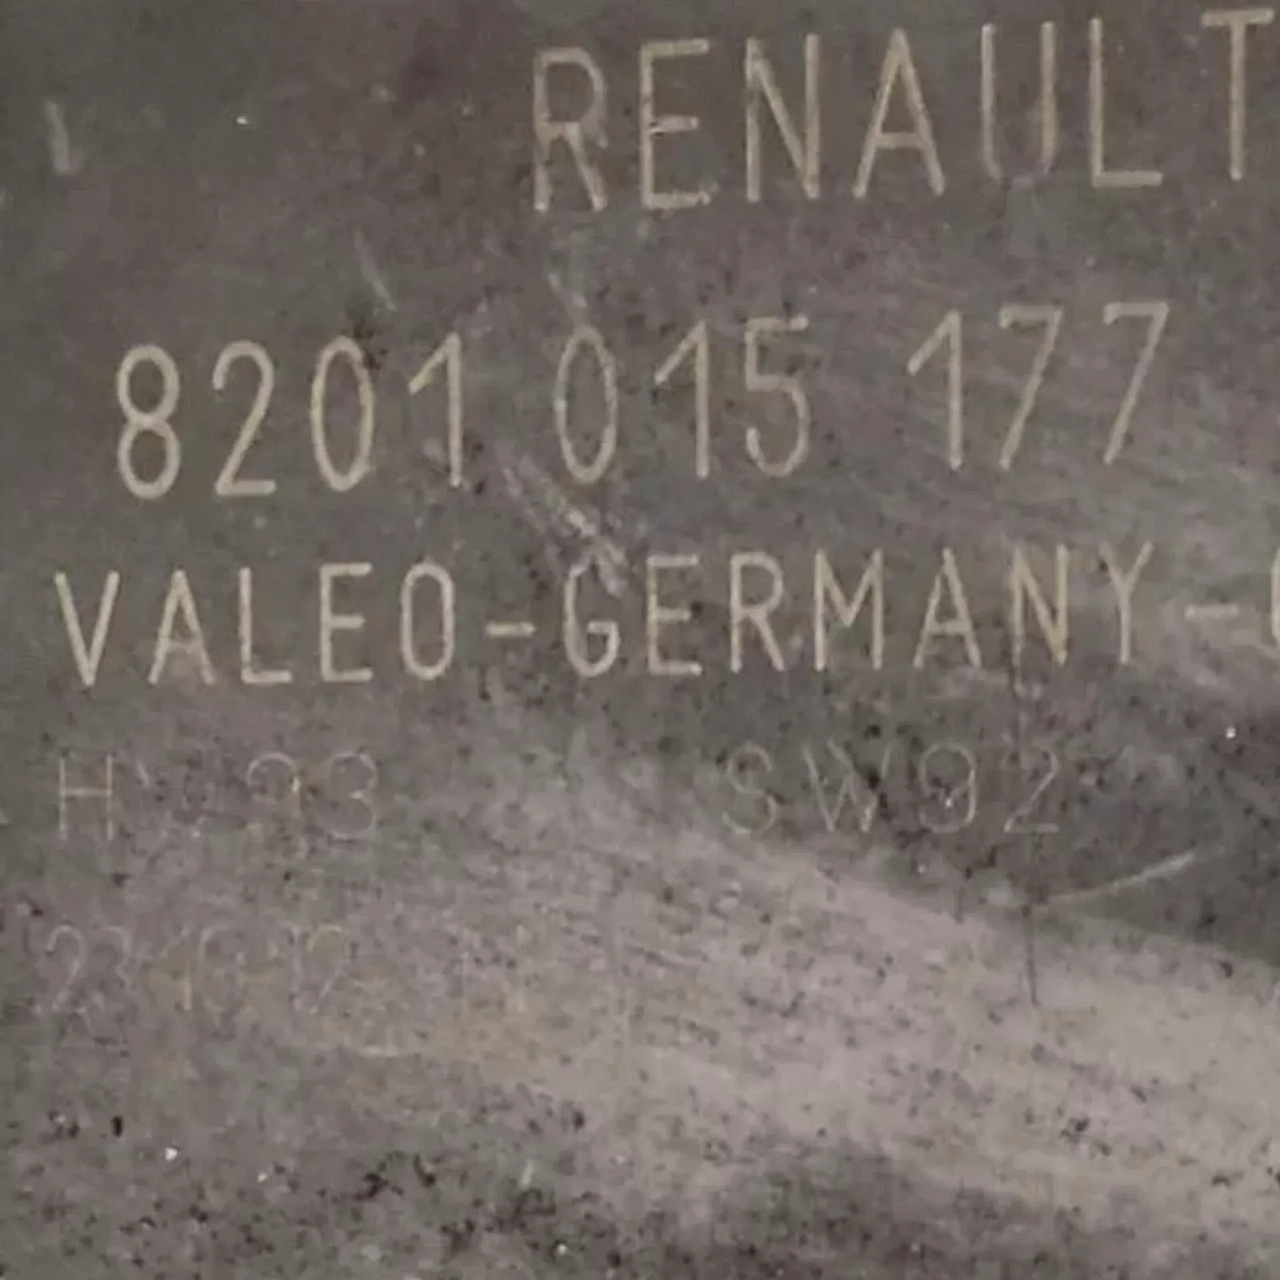 RENAULT
8201 015 177
VALEO-GERMANY-
SW92